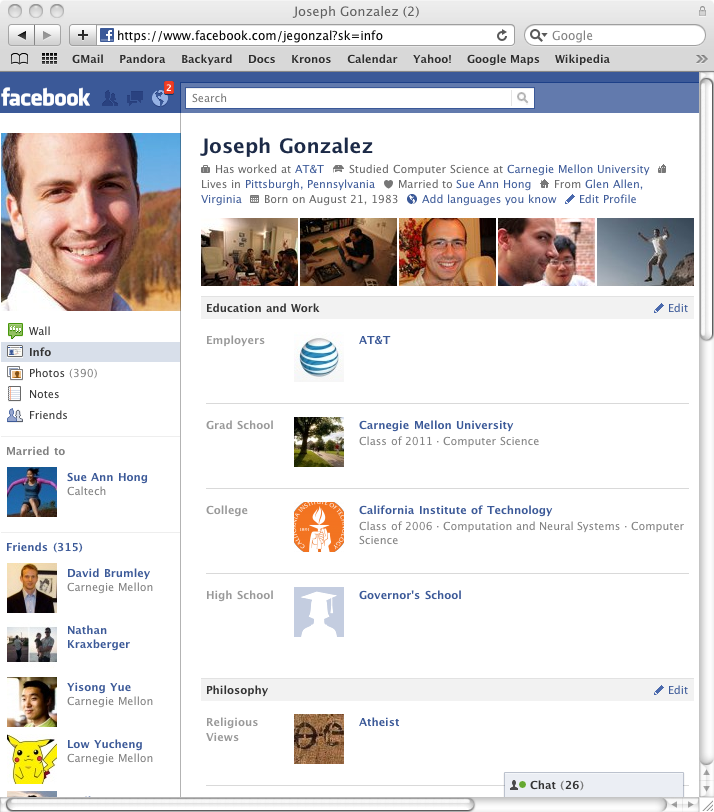 Joseph Gonzalez (2)
https://www.facebook.com/jegonzal?sk=info
Google
GMail Pandora Backyard Docs Kronos Calendar Yahoo! Google Maps Wikipedia
facebook
2
Search
Joseph Gonzalez
Has worked at AT&T Studied Computer Science at Carnegie Mellon University
Lives in Pittsburgh, Pennsylvania Married to Sue Ann Hong From Glen Allen,
Virginia Born on August 21, 1983 Add languages you know Edit Profile
Wall
Info
Photos (390)
Notes
Friends
Married to
Sue Ann Hong
Caltech
Friends (315)
David Brumley
Carnegie Mellon
Nathan
Kraxberger
Yisong Yue
Carnegie Mellon
Low Yucheng
Carnegie Mellon
Education and Work Edit
Employers AT&T
Grad School Carnegie Mellon University
Class of 2011 · Computer Science
College California Institute of Technology
Class of 2006 · Computation and Neural Systems · Computer
Science
High School Governor's School
Philosophy Edit
Religious Atheist
Views
Chat (26)